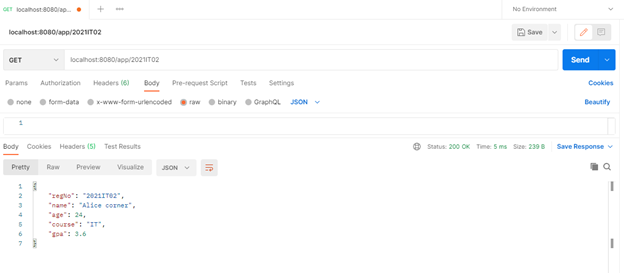 GET localhost:8080/app...
No Environment
localhost:8080/app/2021IT02
Save
GET localhost:8080/app/2021IT02 Send
Params Authorization Headers (6) Body Pre-request Script Tests Settings Cookies
none form-data x-www-form-urlencoded raw binary GraphQL JSON Beautify
1
Body Cookies Headers (5) Test Results Status: 200 OK Time: 5 ms Size: 239 B Save Response
Pretty Raw Preview Visualize JSON
1 {
2 "regNo": "2021IT02",
3 "name": "Alice corner",
4 "age": 24,
5 "course": "IT",
6 "gpa": 3.6
7 }